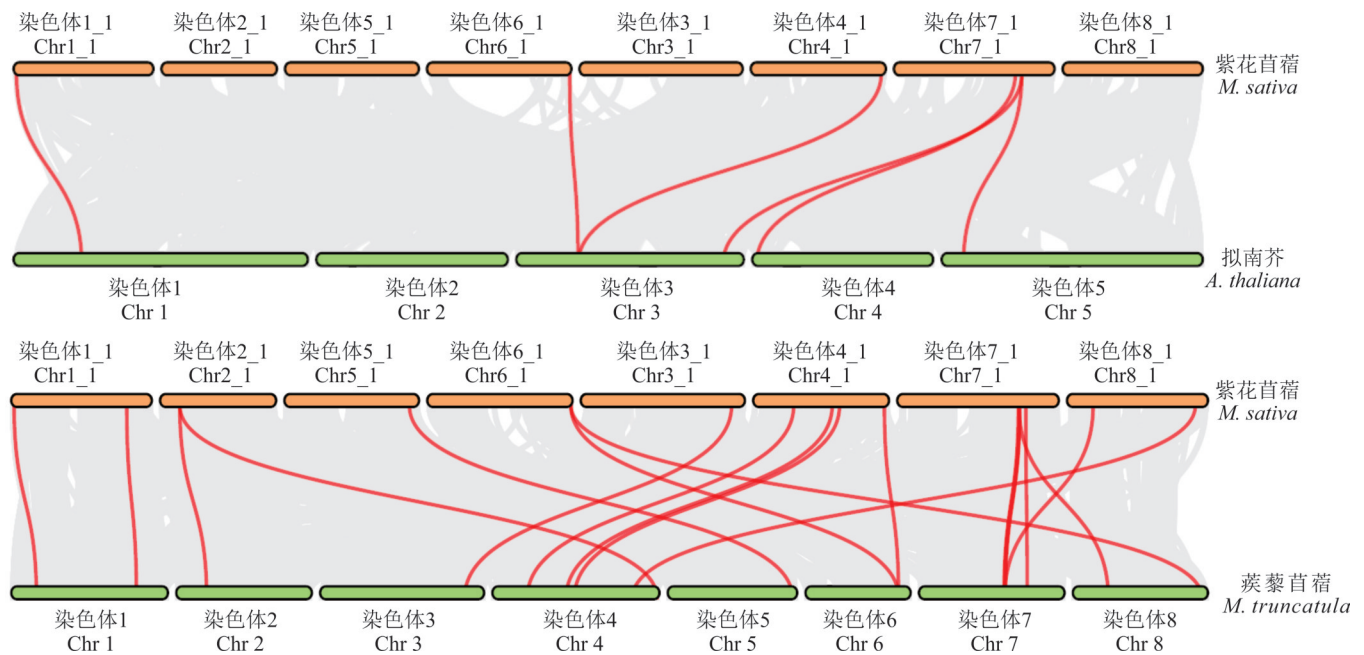 染色体1_1 染色体2_1 染色体5_1 染色体6_1 染色体3_1 染色体4_1 染色体7_1 染色体8_1
Chr1_1 Chr2_1 Chr5_1 Chr6_1 Chr3_1 Chr4_1 Chr7_1 Chr8_1
紫花苜蓿
M. sativa
拟南芥
A. thaliana
染色体1 染色体2 染色体3 染色体4 染色体5
Chr 1 Chr 2 Chr 3 Chr 4 Chr 5
染色体1_1 染色体2_1 染色体5_1 染色体6_1 染色体3_1 染色体4_1 染色体7_1 染色体8_1
Chr1_1 Chr2_1 Chr5_1 Chr6_1 Chr3_1 Chr4_1 Chr7_1 Chr8_1
紫花苜蓿
M. sativa
蒺藜苜蓿
M. truncatula
染色体1 染色体2 染色体3 染色体4 染色体5 染色体6 染色体7 染色体8
Chr 1 Chr 2 Chr 3 Chr 4 Chr 5 Chr 6 Chr 7 Chr 8